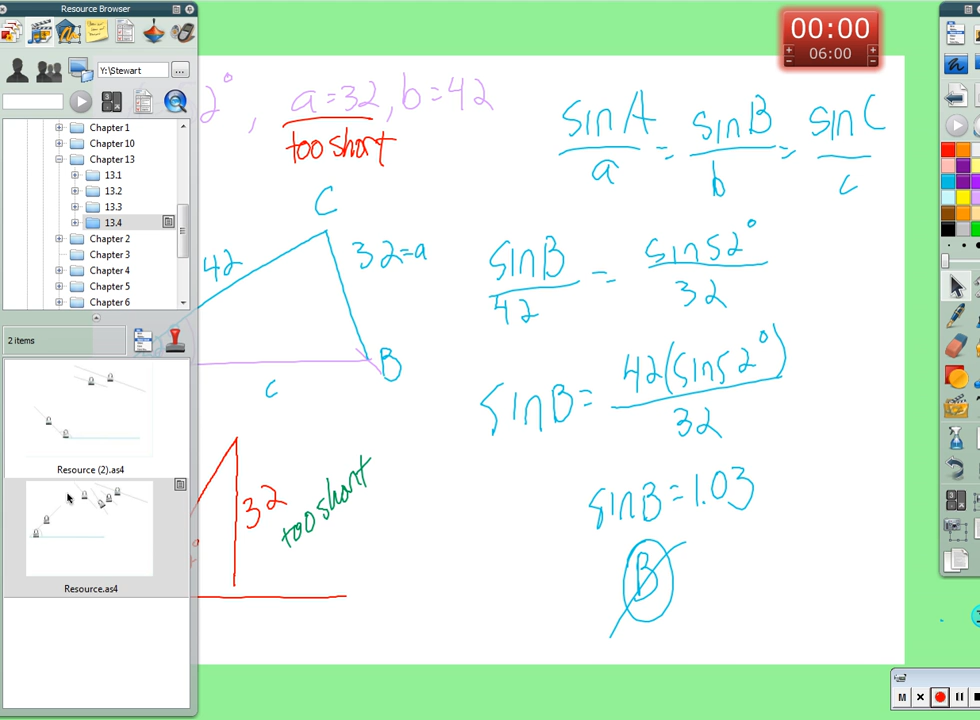 Resource Browser
Y:\Stewart
...
Chapter 1
Chapter 10
Chapter 13
13.1
13.2
13.3
13.4
Chapter 2
Chapter 3
Chapter 4
Chapter 5
Chapter 6
2 items
Resource (2).as4
Resource.as4
00:00
06:00
2° , a=32, b=42
too short
C
42
32=a
B
c
32
too short
sin A / a = sin B / b = sin C / c
sin B / 42 = sin 52° / 32
sin B = 42(sin 52°) / 32
sin B = 1.03
B
M